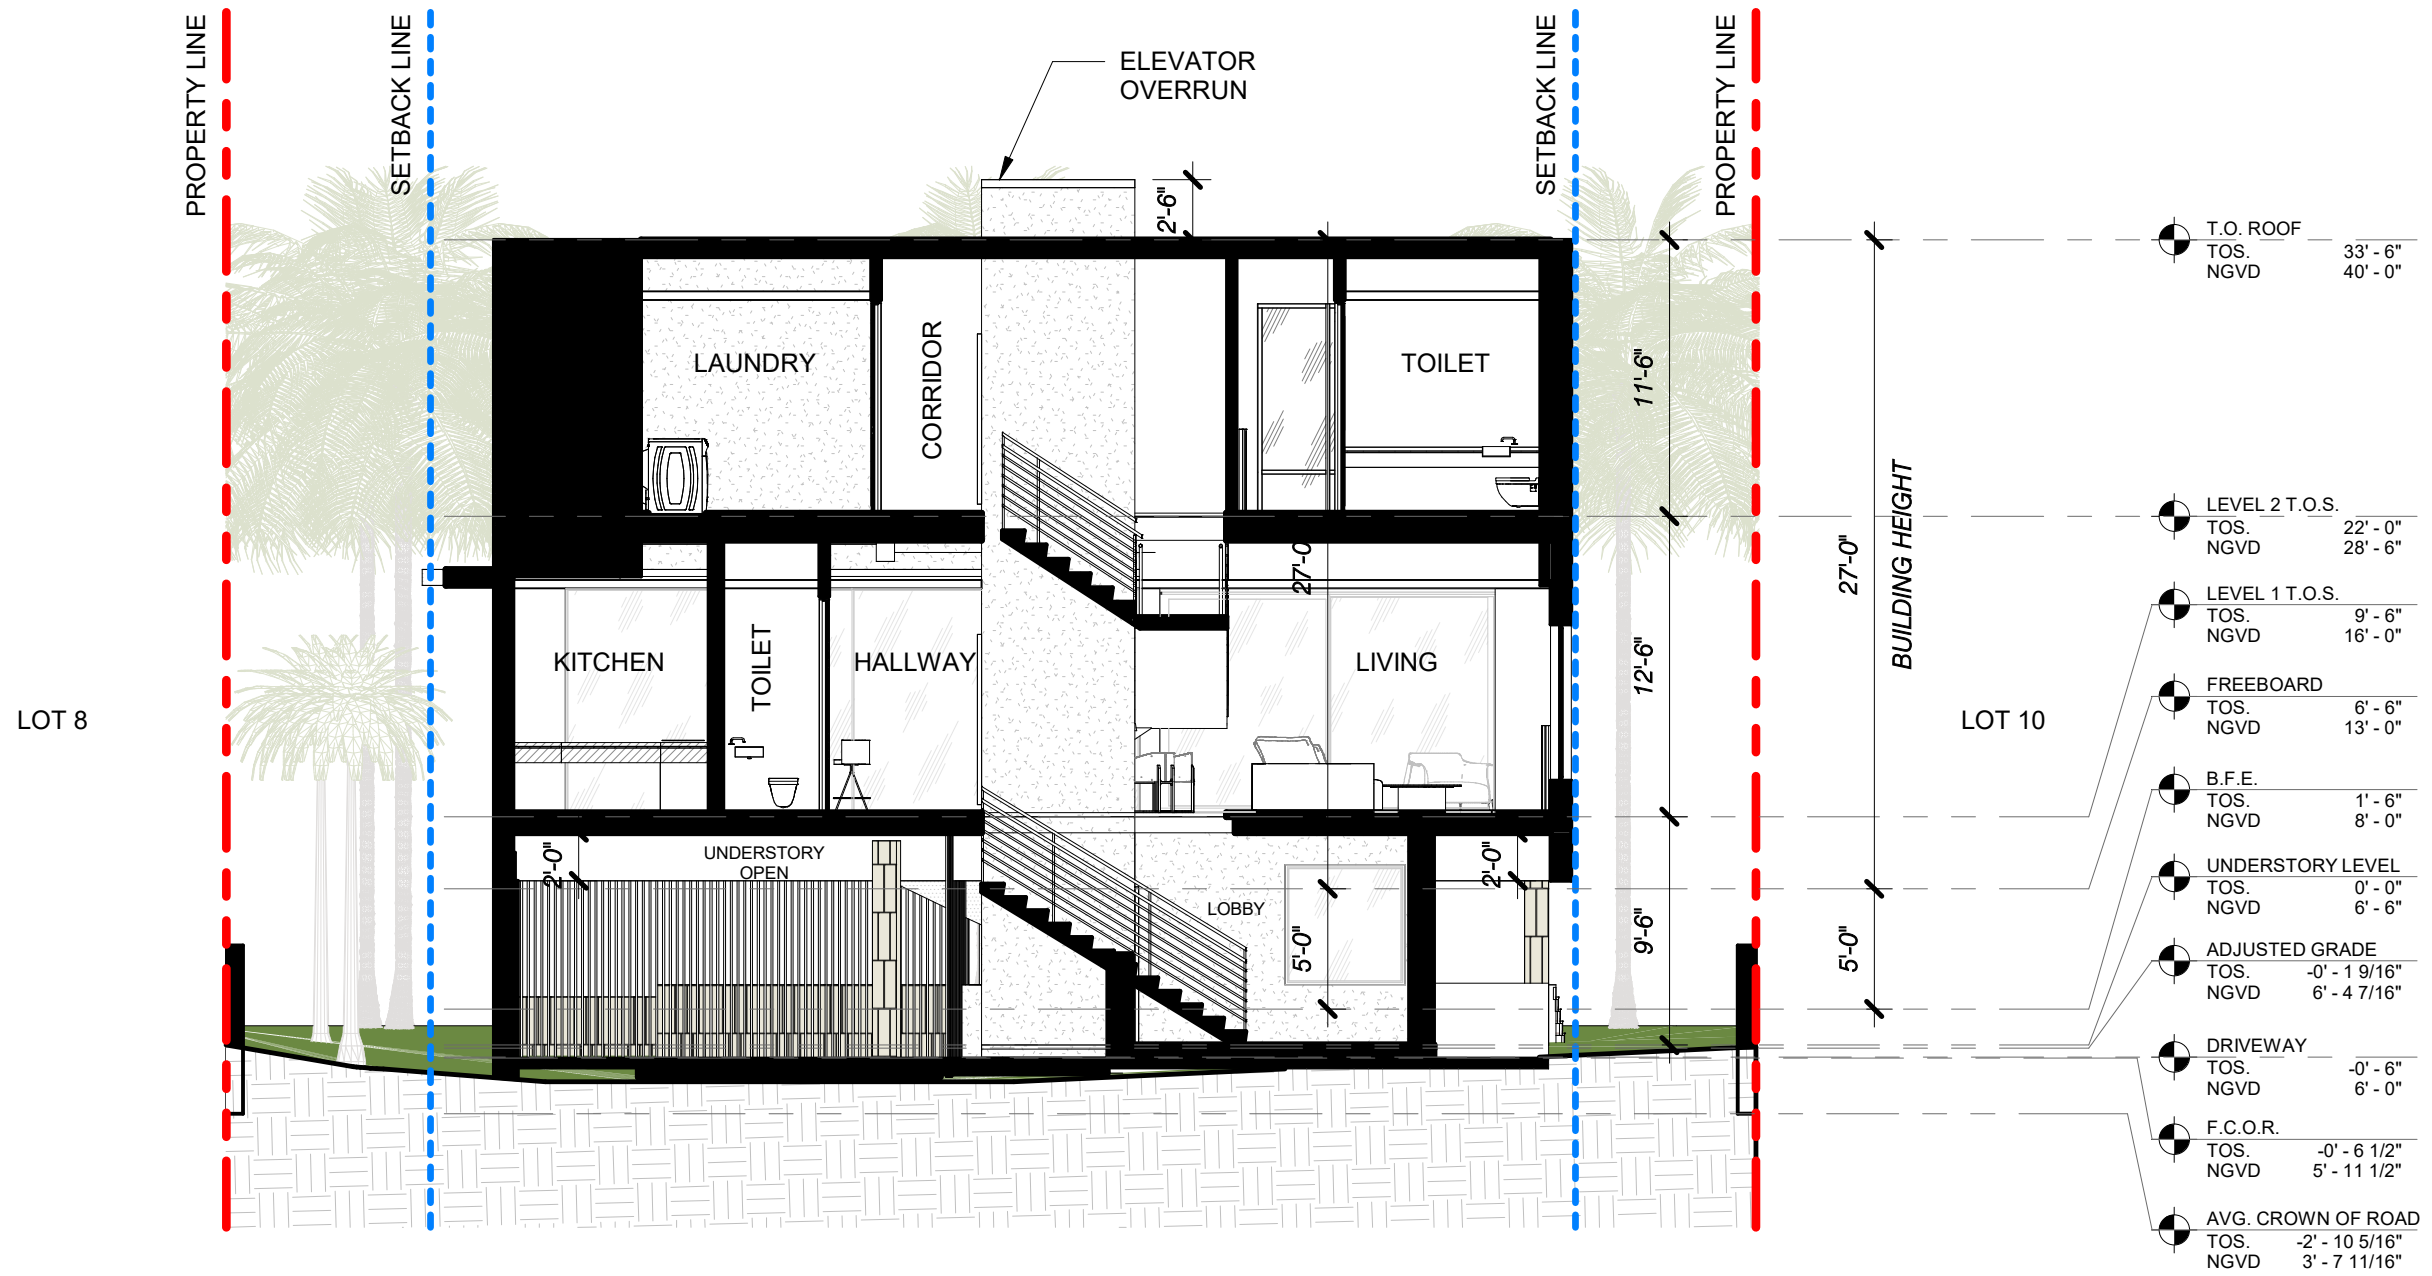 PROPERTY LINE
SETBACK LINE
ELEVATOR
OVERRUN
SETBACK LINE
PROPERTY LINE
2'-6"
T.O. ROOF
TOS. 33' - 6"
NGVD 40' - 0"
LAUNDRY
CORRIDOR
TOILET
11'-6"
LEVEL 2 T.O.S.
TOS. 22' - 0"
NGVD 28' - 6"
27'-0
27'-0"
BUILDING HEIGHT
LEVEL 1 T.O.S.
TOS. 9' - 6"
NGVD 16' - 0"
KITCHEN
TOILET
HALLWAY
LIVING
12'-6"
LOT 8
LOT 10
FREEBOARD
TOS. 6' - 6"
NGVD 13' - 0"
B.F.E.
TOS. 1' - 6"
NGVD 8' - 0"
2'-0"
UNDERSTORY
OPEN
2'-0"
LOBBY
5'-0"
9'-6"
5'-0"
UNDERSTORY LEVEL
TOS. 0' - 0"
NGVD 6' - 6"
ADJUSTED GRADE
TOS. -0' - 1 9/16"
NGVD 6' - 4 7/16"
DRIVEWAY
TOS. -0' - 6"
NGVD 6' - 0"
F.C.O.R.
TOS. -0' - 6 1/2"
NGVD 5' - 11 1/2"
AVG. CROWN OF ROAD
TOS. -2' - 10 5/16"
NGVD 3' - 7 11/16"